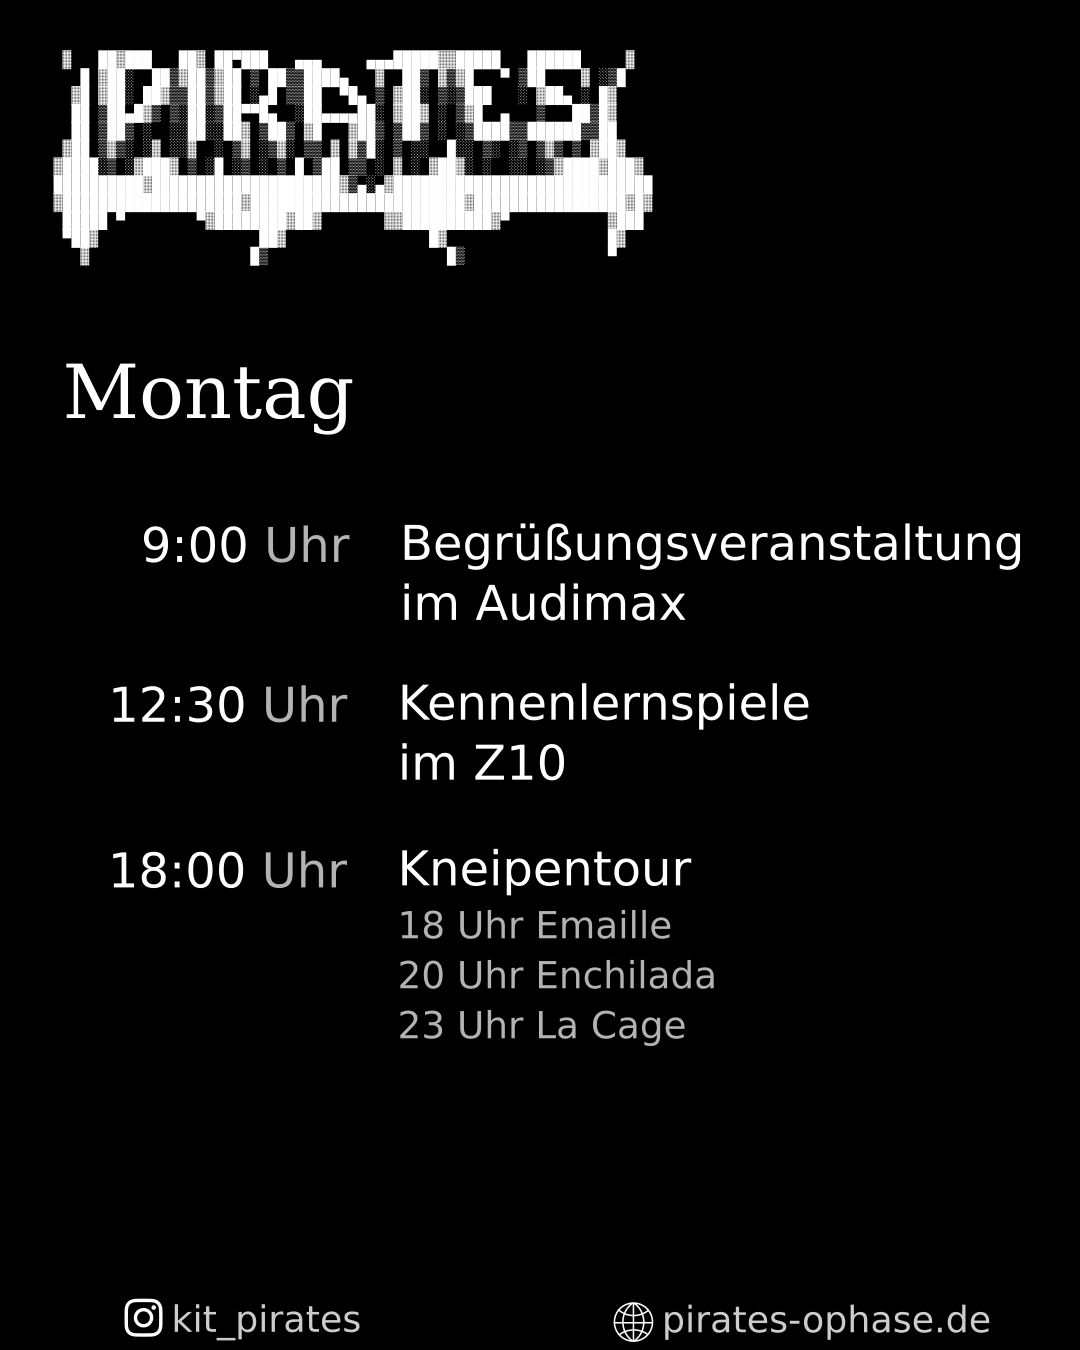 PIRATES!
Montag
9:00 Uhr Begrüßungsveranstaltung
im Audimax
12:30 Uhr Kennenlernspiele
im Z10
18:00 Uhr Kneipentour
18 Uhr Emaille
20 Uhr Enchilada
23 Uhr La Cage
kit_pirates
pirates-ophase.de